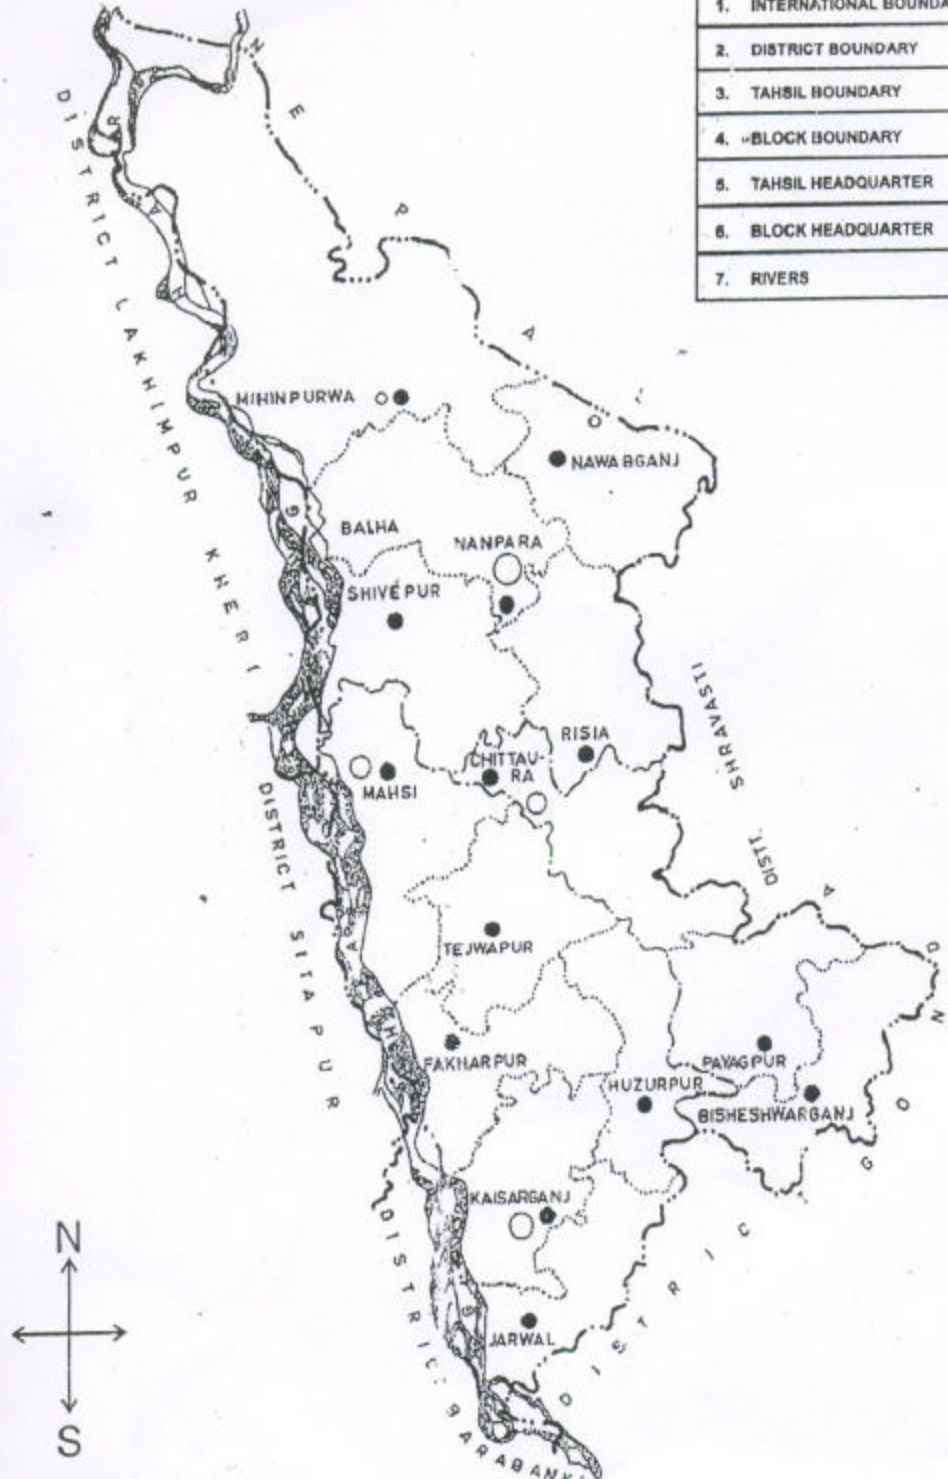 1. INTERNATIONAL BOUNDA
2. DISTRICT BOUNDARY
3. TAHSIL BOUNDARY
4. BLOCK BOUNDARY
5. TAHSIL HEADQUARTER
6. BLOCK HEADQUARTER
7. RIVERS
NEPAL
DISTRICT LAKHIMPUR KHERI
MIHINPURWA
NAWABGANJ
BALHA
NANPARA
SHIVEPUR
RISIA
CHITTAU-
RA
MAHSI
DISTT. SHRAVASTI
DISTRICT SITAPUR
TEJWAPUR
FAKHARPUR
PAYAGPUR
HUZURPUR
BISHESHWARGANJ
KAISARGANJ
JARWAL
DISTRIC GONDA
DISTRIC BARABANKI
N
S